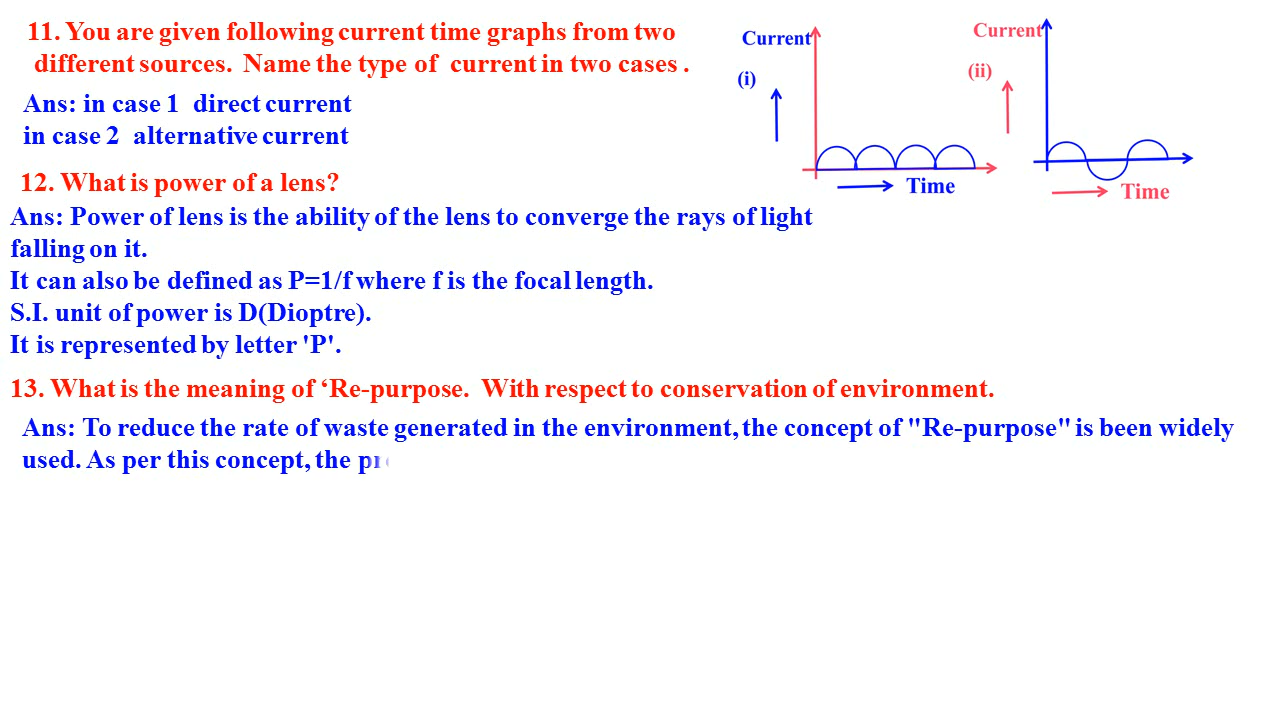 11. You are given following current time graphs from two
different sources.  Name the type of  current in two cases .
Ans: in case 1  direct current
in case 2  alternative current
Current
(i)
Time
Current
(ii)
Time
12. What is power of a lens?
Ans: Power of lens is the ability of the lens to converge the rays of light
falling on it.
It can also be defined as P=1/f where f is the focal length.
S.I. unit of power is D(Dioptre).
It is represented by letter 'P'.
13. What is the meaning of ‘Re-purpose.  With respect to conservation of environment.
Ans: To reduce the rate of waste generated in the environment, the concept of "Re-purpose" is been widely
used. As per this concept, the